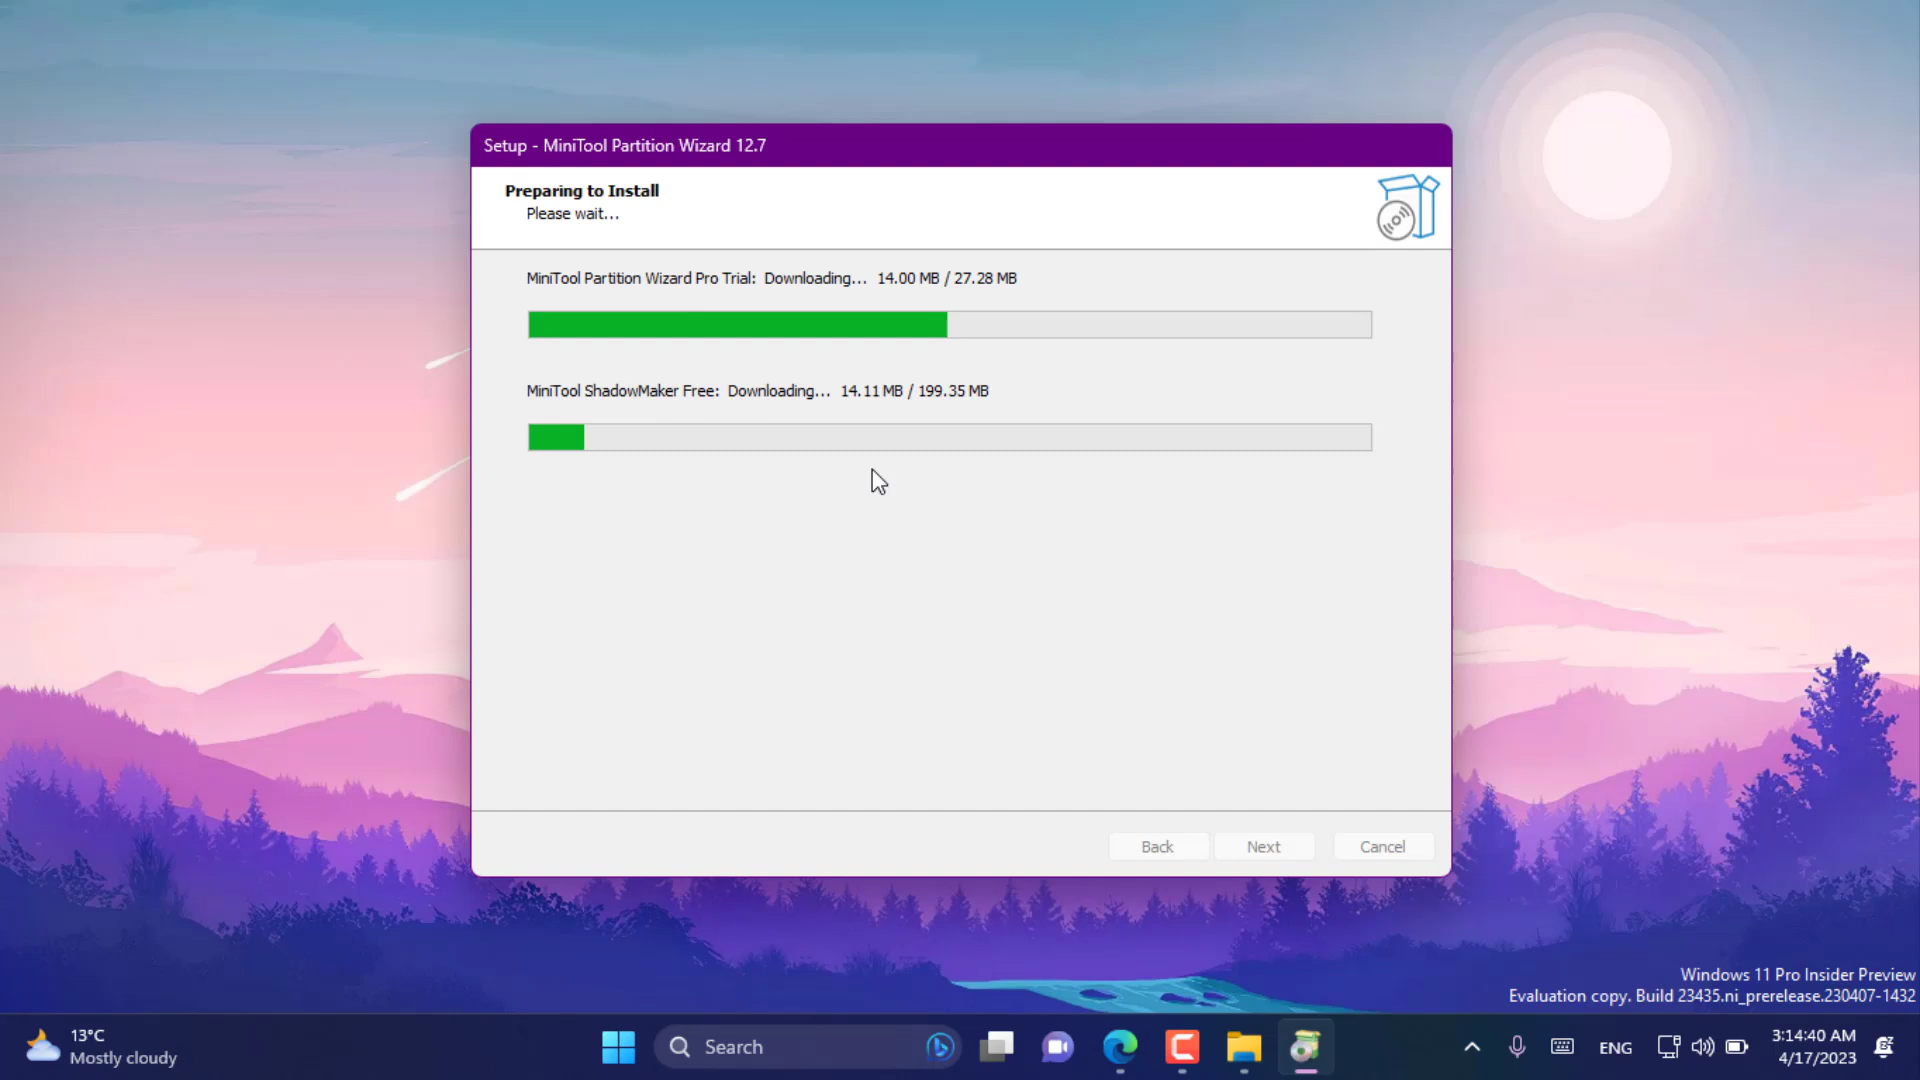 Setup - MiniTool Partition Wizard 12.7
Preparing to Install
Please wait...
MiniTool Partition Wizard Pro Trial: Downloading... 14.00 MB / 27.28 MB
MiniTool ShadowMaker Free: Downloading... 14.11 MB / 199.35 MB
Back Next Cancel
Windows 11 Pro Insider Preview
Evaluation copy. Build 23435.ni_prerelease.230407-1432
13°C
Mostly cloudy
Search
ENG
3:14:40 AM
4/17/2023